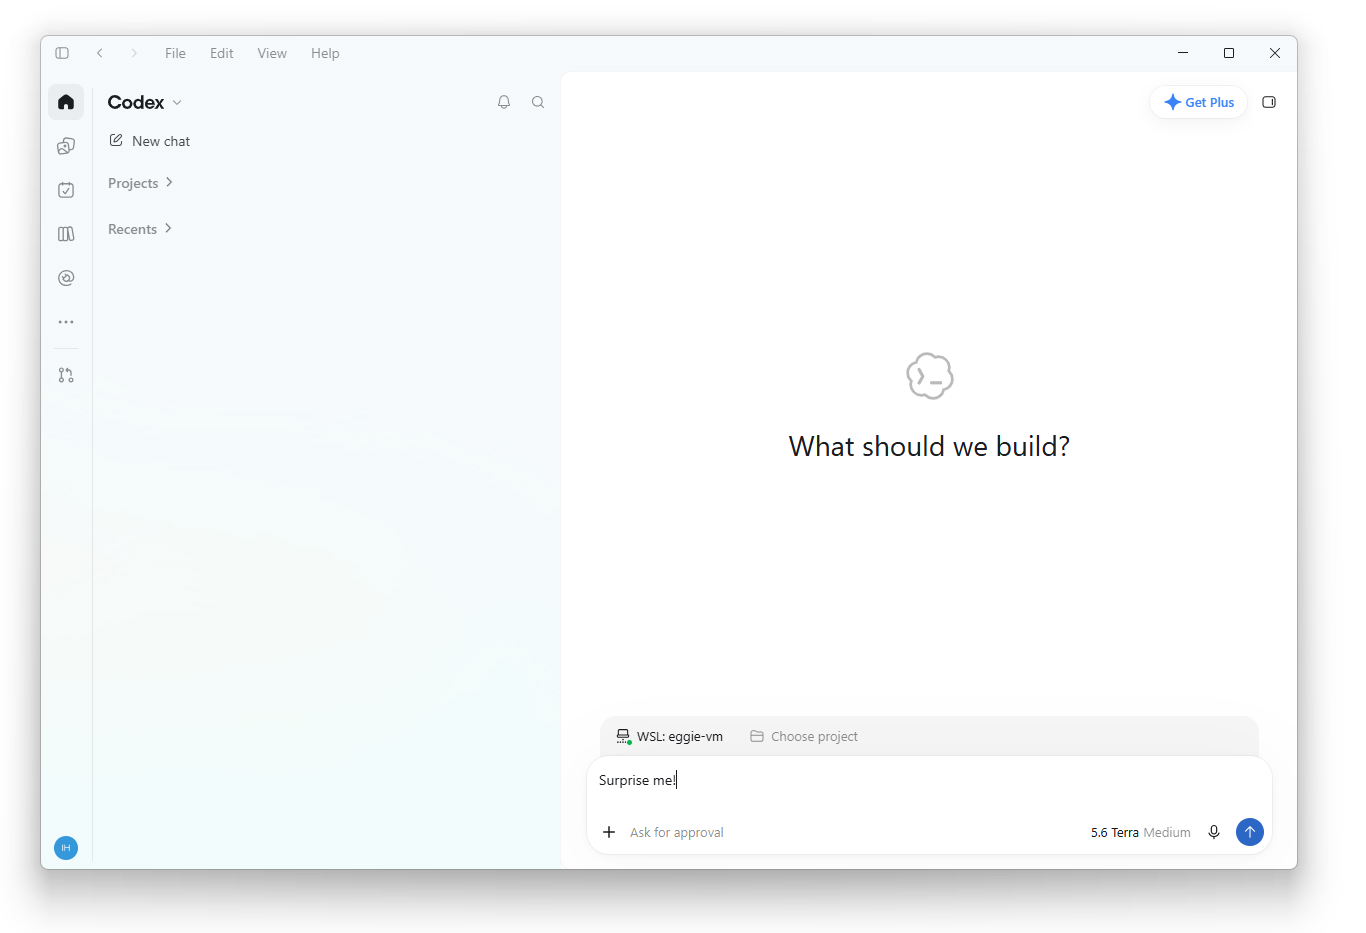 File Edit View Help
Codex
Get Plus
New chat
Projects
Recents
What should we build?
WSL: eggie-vm Choose project
Surprise me!
Ask for approval 5.6 Terra Medium
IH